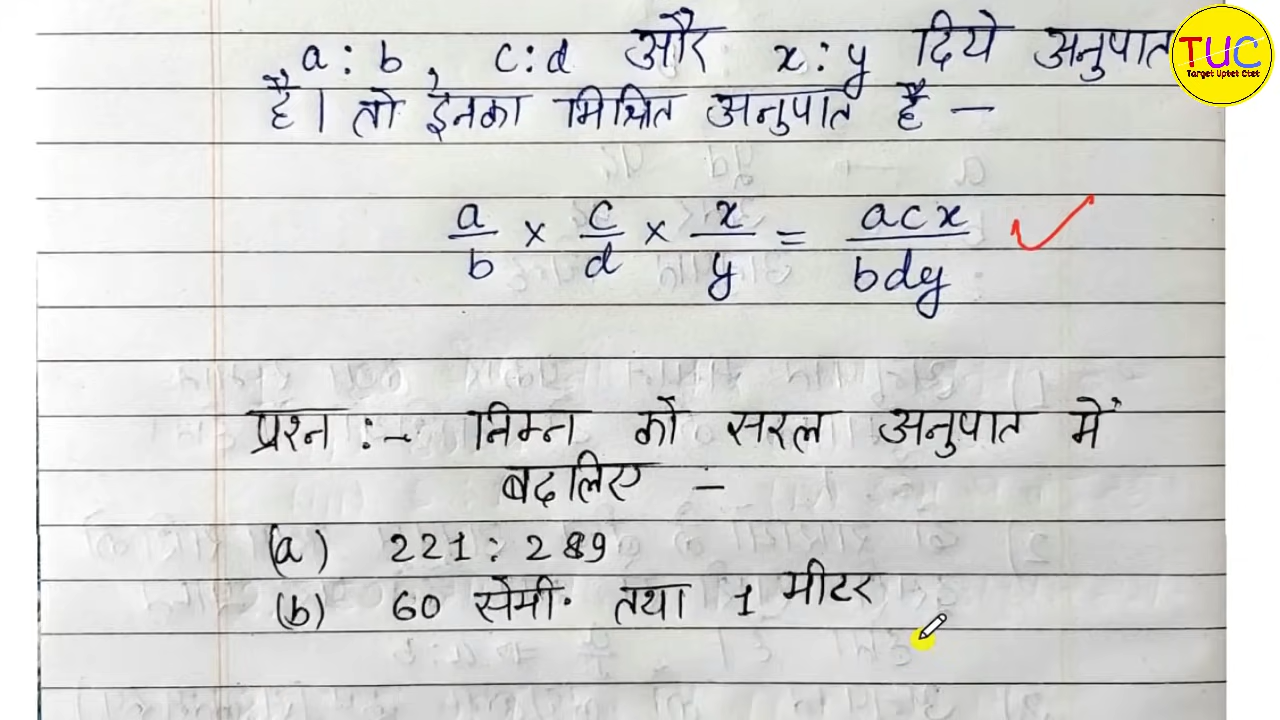 TUC
Target Uptet Ctet
a : b , c : d और x : y दिये अनुपात
है। तो इनका मिश्रित अनुपात है –
a/b × c/d × x/y = acx/bdy
प्रश्न :- निम्न को सरल अनुपात में
बदलिए –
(a) 221 : 289
(b) 60 सेमी. तथा 1 मीटर